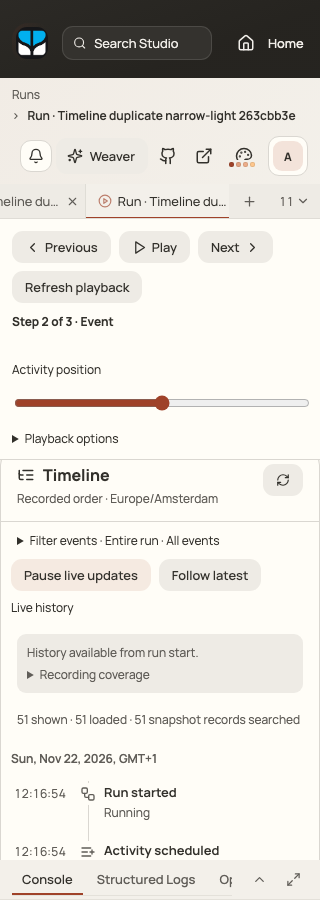 Search Studio
Home
Runs
› Run · Timeline duplicate narrow-light 263cbb3e
Weaver
A
neline du... ×
Run · Timeline du...
+
11
Previous
Play
Next
Refresh playback
Step 2 of 3 · Event
Activity position
Playback options
Timeline
Recorded order · Europe/Amsterdam
Filter events · Entire run · All events
Pause live updates
Follow latest
Live history
History available from run start.
Recording coverage
51 shown · 51 loaded · 51 snapshot records searched
Sun, Nov 22, 2026, GMT+1
12:16:54 Run started
Running
12:16:54 Activity scheduled
Console
Structured Logs